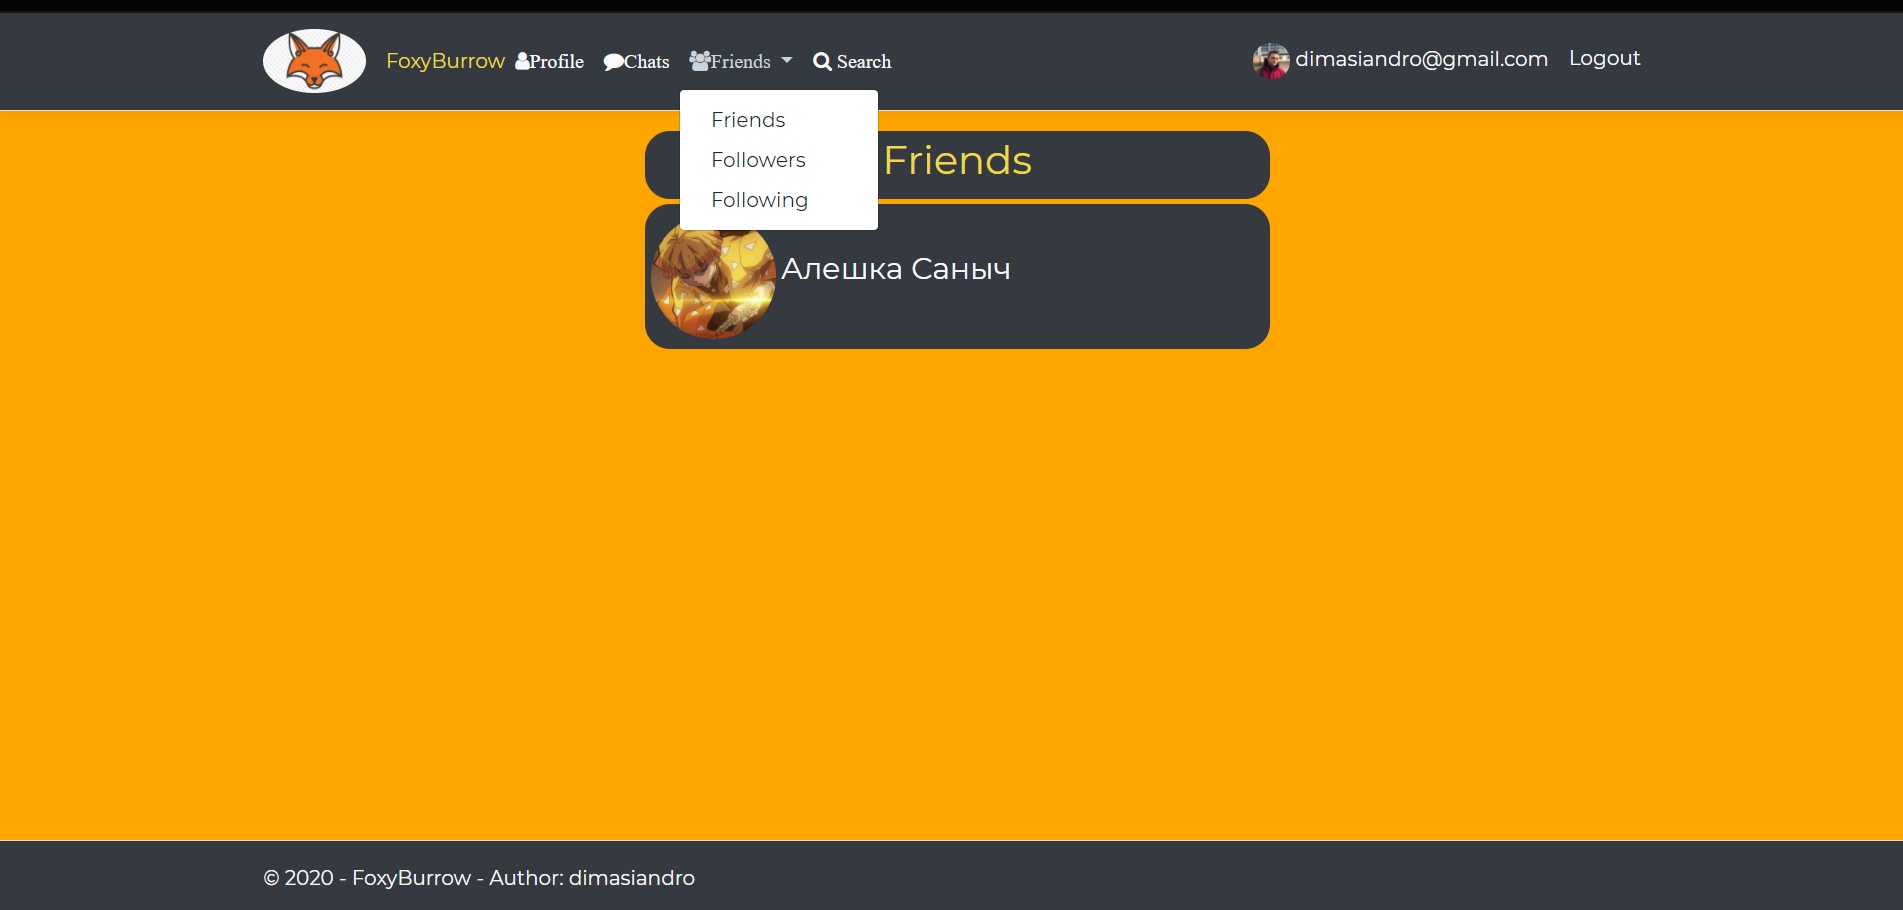 FoxyBurrow Profile Chats Friends Search dimasiandro@gmail.com Logout
Friends
Followers
Following
Friends
Алешка Саныч
© 2020 - FoxyBurrow - Author: dimasiandro